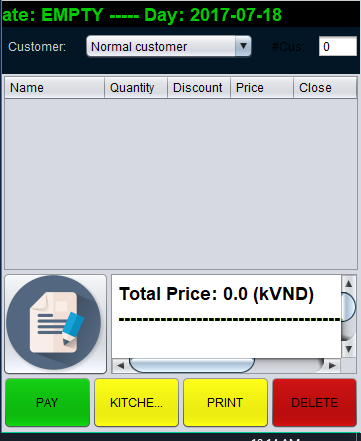 ate: EMPTY ----- Day: 2017-07-18
Customer: Normal customer #Cus: 0
Name Quantity Discount Price Close
Total Price: 0.0 (kVND)
----------------------------------------
PAY KITCHE... PRINT DELETE